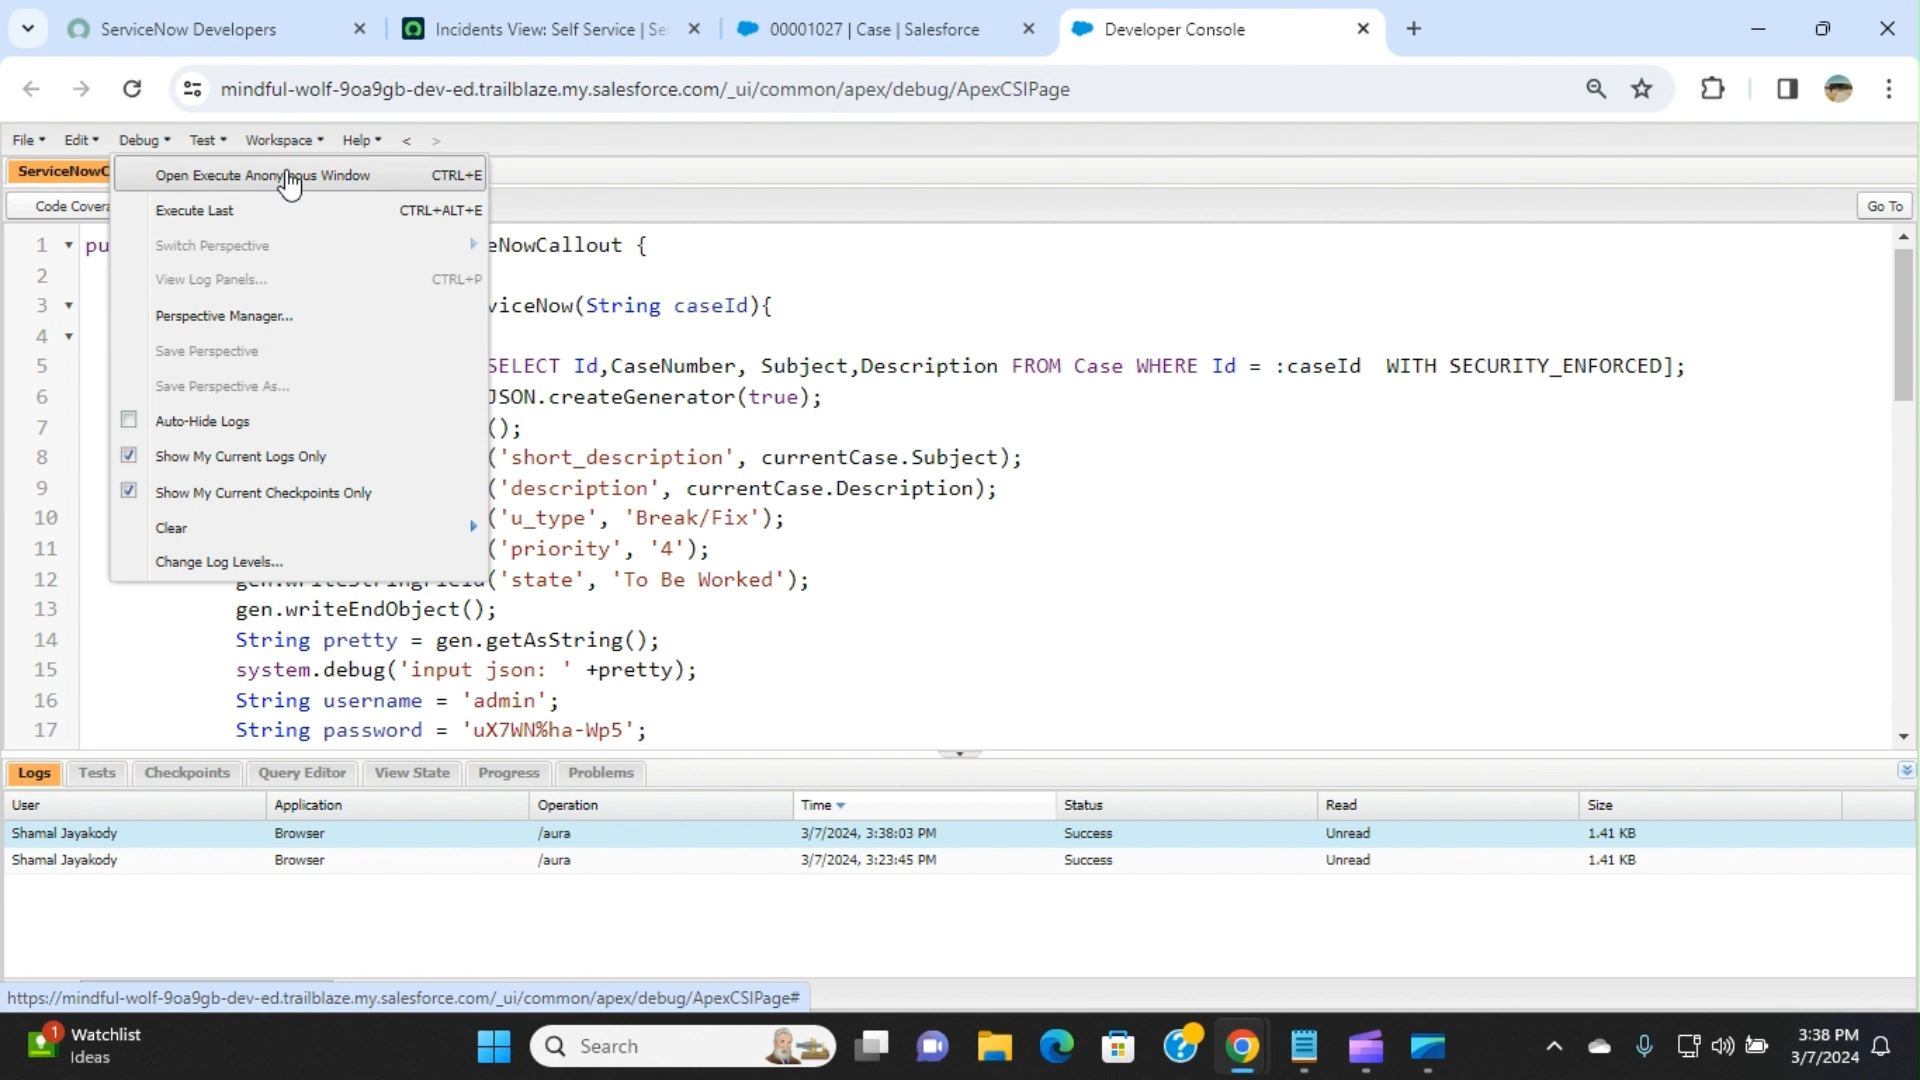 ServiceNow Developers
Incidents View: Self Service | Se
00001027 | Case | Salesforce
Developer Console
mindful-wolf-9oa9gb-dev-ed.trailblaze.my.salesforce.com/_ui/common/apex/debug/ApexCSIPage
File Edit Debug Test Workspace Help < >
ServiceNowC
Open Execute Anonymous Window CTRL+E
Code Covera
Go To
Execute Last CTRL+ALT+E
Switch Perspective
View Log Panels... CTRL+P
Perspective Manager...
Save Perspective
Save Perspective As...
Auto-Hide Logs
Show My Current Logs Only
Show My Current Checkpoints Only
Clear
Change Log Levels...
1 pu eNowCallout {
2
3 viceNow(String caseId){
4
5 SELECT Id,CaseNumber, Subject,Description FROM Case WHERE Id = :caseId WITH SECURITY_ENFORCED];
6 JSON.createGenerator(true);
7 ();
8 ('short_description', currentCase.Subject);
9 ('description', currentCase.Description);
10 ('u_type', 'Break/Fix');
11 ('priority', '4');
12 gen.writeStringField('state', 'To Be Worked');
13 gen.writeEndObject();
14 String pretty = gen.getAsString();
15 system.debug('input json: ' +pretty);
16 String username = 'admin';
17 String password = 'uX7WN%ha-Wp5';
Logs Tests Checkpoints Query Editor View State Progress Problems
User Application Operation Time Status Read Size
Shamal Jayakody Browser /aura 3/7/2024, 3:38:03 PM Success Unread 1.41 KB
Shamal Jayakody Browser /aura 3/7/2024, 3:23:45 PM Success Unread 1.41 KB
https://mindful-wolf-9oa9gb-dev-ed.trailblaze.my.salesforce.com/_ui/common/apex/debug/ApexCSIPage#
1
Watchlist
Ideas
Search
3:38 PM
3/7/2024